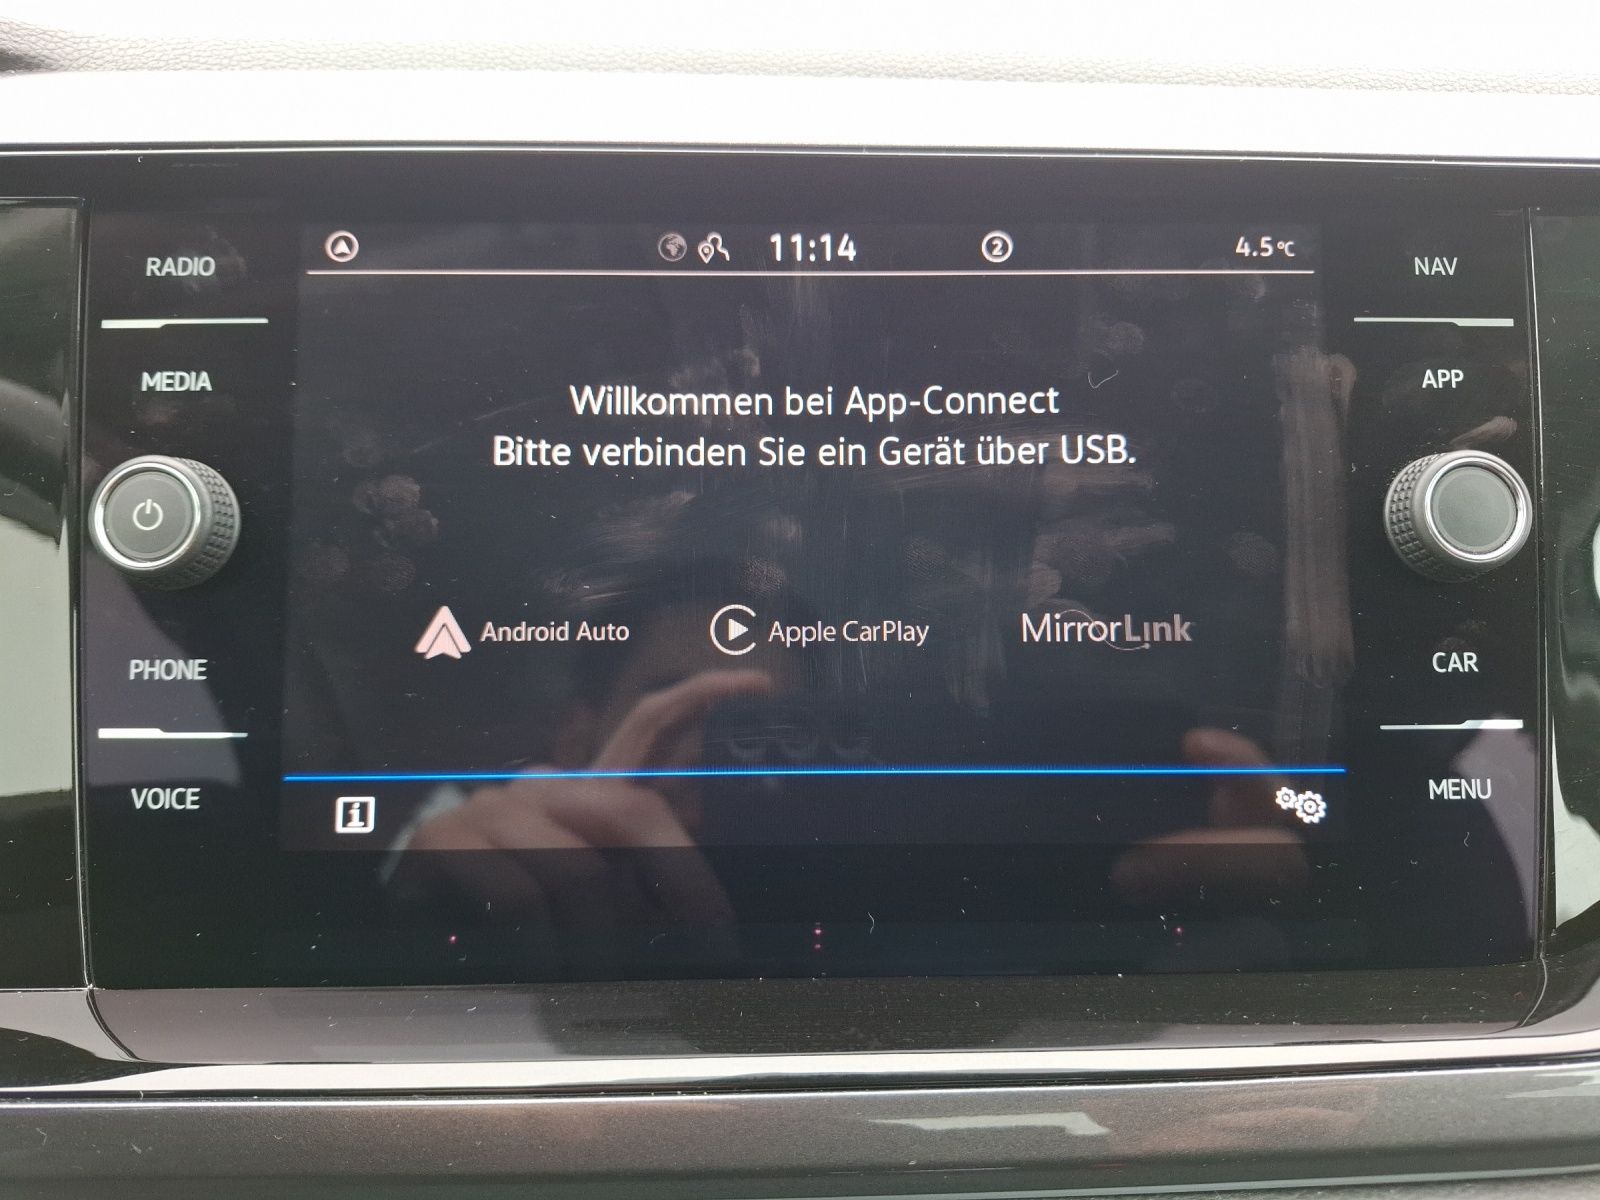 11:14 2 4.5°C
RADIO
MEDIA
PHONE
VOICE
Willkommen bei App-Connect
Bitte verbinden Sie ein Gerät über USB.
Android Auto Apple CarPlay MirrorLink
i
NAV
APP
CAR
MENU